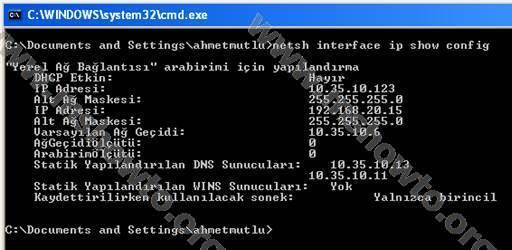 C:\WINDOWS\system32\cmd.exe
C:\Documents and Settings\ahmetmutlu>netsh interface ip show config
"Yerel Ağ Bağlantısı" arabirimi için yapılandırma
DHCP Etkin: Hayır
IP Adresi: 10.35.10.123
Alt Ağ Maskesi: 255.255.255.0
IP Adresi: 192.168.20.15
Alt Ağ Maskesi: 255.255.255.0
Varsayılan Ağ Geçidi: 10.35.10.6
AğGeçidiölçütü: 0
Arabirimölçütü: 0
Statik Yapılandırılan DNS Sunucuları: 10.35.10.13
10.35.10.11
Statik Yapılandırılan WINS Sunucuları: Yok
Kaydettirilirken kullanılacak sonek: Yalnızca birincil
C:\Documents and Settings\ahmetmutlu>